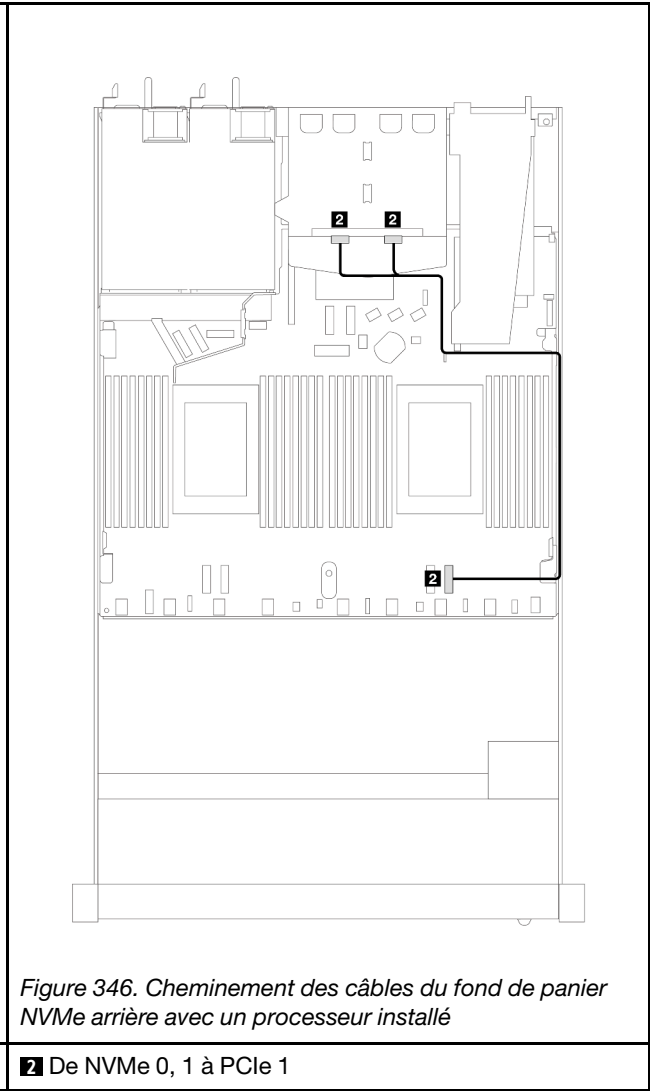 2 2
2
Figure 346. Cheminement des câbles du fond de panier
NVMe arrière avec un processeur installé
2 De NVMe 0, 1 à PCIe 1